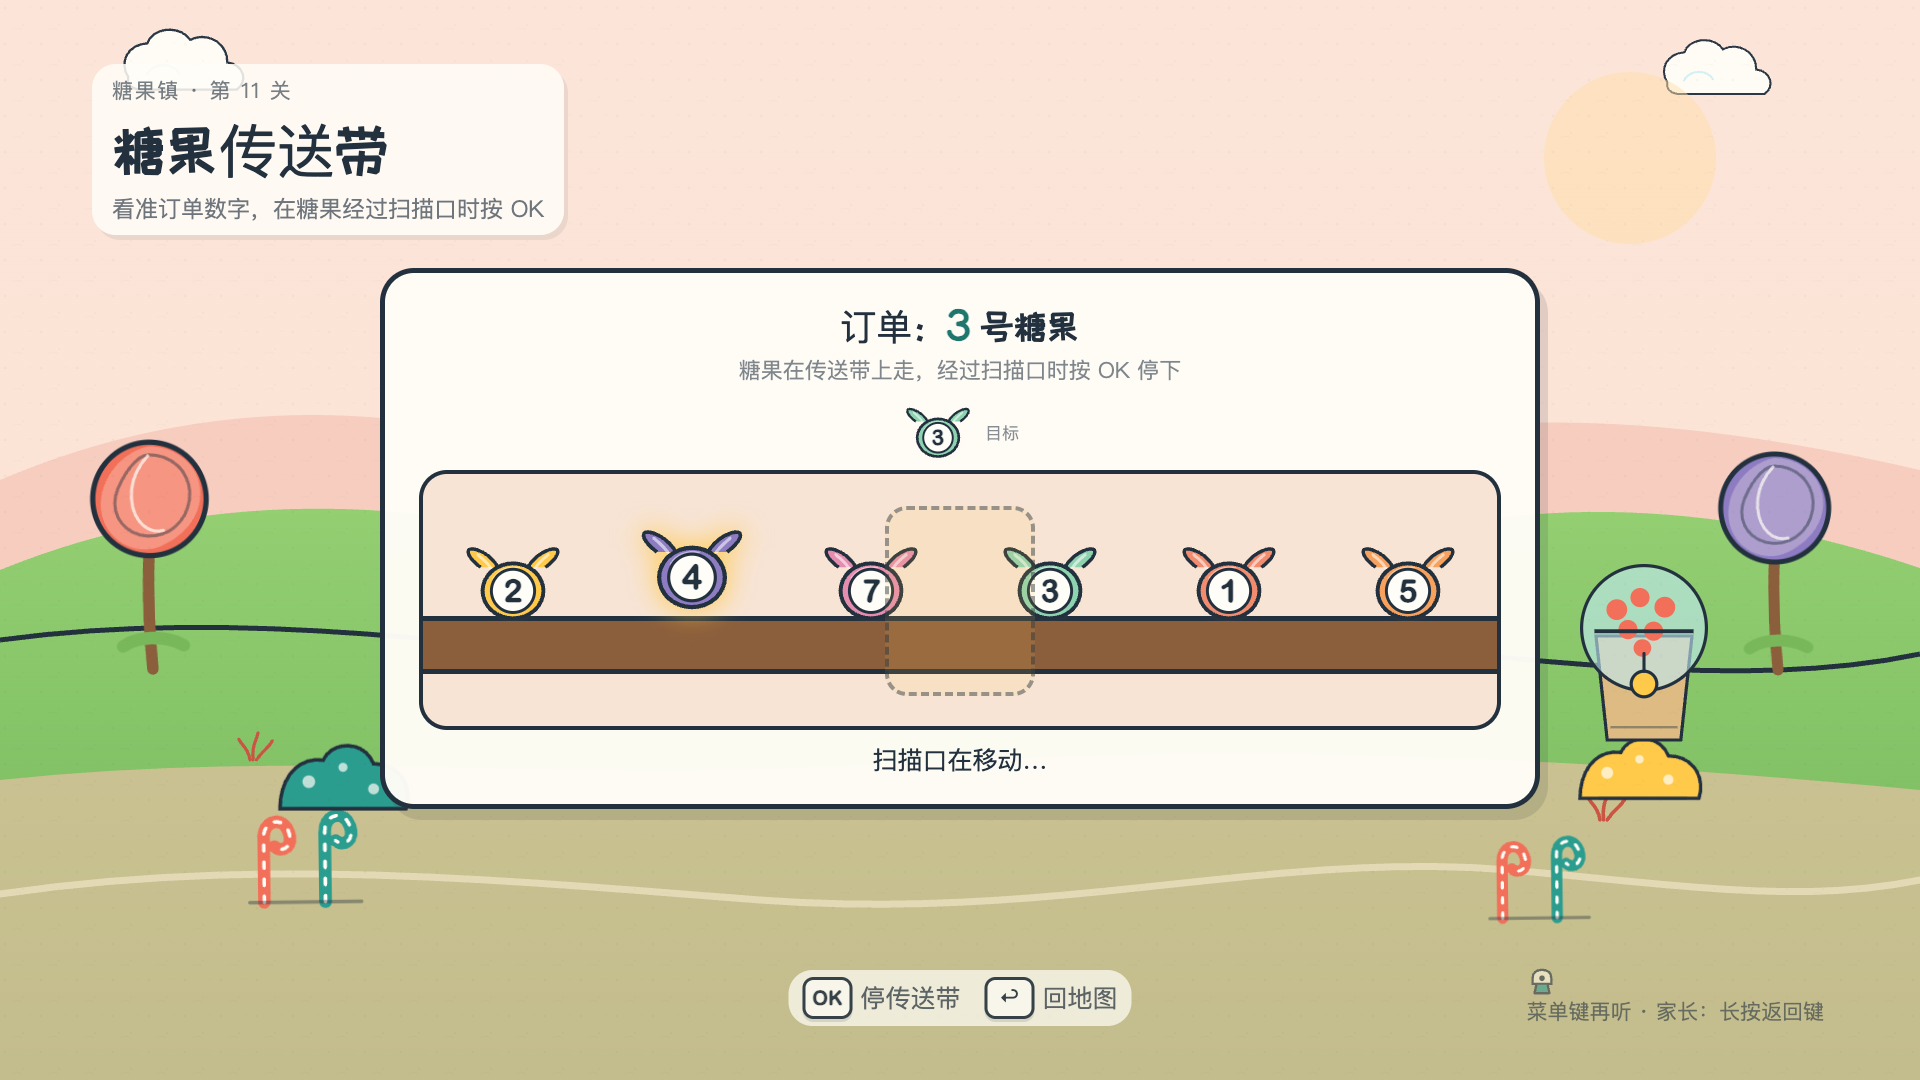 糖果镇 · 第 11 关
糖果传送带
看准订单数字，在糖果经过扫描口时按 OK
订单：3 号糖果
糖果在传送带上走，经过扫描口时按 OK 停下
3 目标
2 4 7 3 1 5
扫描口在移动...
OK 停传送带 回地图
菜单键再听 · 家长：长按返回键